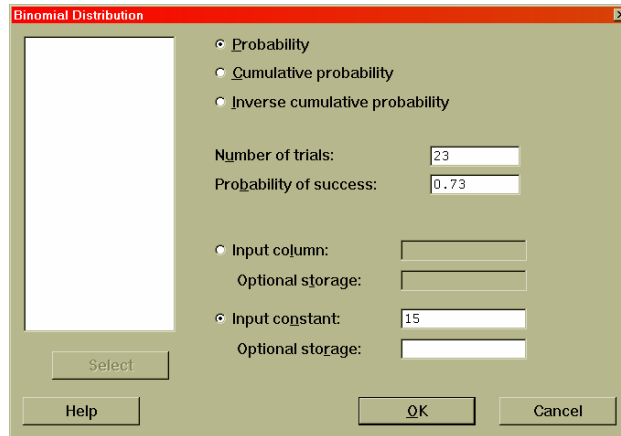 Binomial Distribution
Probability
Cumulative probability
Inverse cumulative probability
Number of trials: 23
Probability of success: 0.73
Input column:
Optional storage:
Input constant: 15
Optional storage:
Select
Help OK Cancel